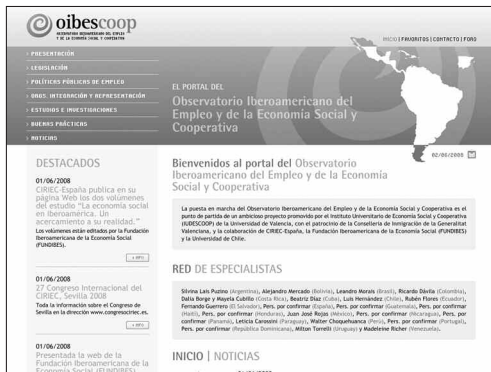 oibescoop
OBSERVATORIO IBEROAMERICANO DEL EMPLEO
Y DE LA ECONOMÍA SOCIAL Y COOPERATIVA
INICIO | FAVORITOS | CONTACTO | FORO
› PRESENTACIÓN
› LEGISLACIÓN
› POLÍTICAS PÚBLICAS DE EMPLEO
› ORGS. INTEGRACIÓN Y REPRESENTACIÓN
› ESTUDIOS E INVESTIGACIONES
› BUENAS PRÁCTICAS
› NOTICIAS
EL PORTAL DEL
Observatorio Iberoamericano del
Empleo y de la Economía Social y
Cooperativa
02/06/2008
DESTACADOS
01/06/2008
CIRIEC-España publica en su
página Web los dos volúmenes
del estudio "La economía social
en Iberoamérica. Un
acercamiento a su realidad."
Los volúmenes están editados por la Fundación
Iberoamericana de la Economía Social
(FUNDIBES).
+ INFO
01/06/2008
27 Congreso Internacional del
CIRIEC, Sevilla 2008
Toda la información sobre el Congreso de
Sevilla en la dirección www.congresociriec.es.
+ INFO
01/06/2008
Presentada la web de la
Fundación Iberoamericana de la
Economía Social (FUNDIBES)
Bienvenidos al portal del Observatorio
Iberoamericano del Empleo y de la Economía
Social y Cooperativa
La puesta en marcha del Observatorio Iberoamericano del Empleo y de la Economía Social y Cooperativa es el
punto de partida de un ambicioso proyecto promovido por el Instituto Universitario de Economía Social y Cooperativa
(IUDESCOOP) de la Universidad de Valencia, con el patrocinio de la Conselleria de Inmigración de la Generalitat
Valenciana, y la colaboración de CIRIEC-España, la Fundación Iberoamericana de la Economía Social (FUNDIBES)
y la Universidad de Chile.
RED DE ESPECIALISTAS
Silvina Lais Puzino (Argentina), Alejandro Mercado (Bolivia), Leandro Morais (Brasil), Ricardo Dávila (Colombia),
Dalia Borge y Mayela Cubillo (Costa Rica), Beatriz Díaz (Cuba), Luis Hernández (Chile), Rubén Flores (Ecuador),
Fernando Guerrero (El Salvador), Pers. por confirmar (España), Pers. por confirmar (Guatemala), Pers. por confirmar
(Haití), Pers. por confirmar (Honduras), Juan José Rojas (México), Pers. por confirmar (Nicaragua), Pers. por
confirmar (Panamá), Leticia Carossini (Paraguay), Walter Choquehuanca (Perú), Pers. por confirmar (Portugal),
Pers. por confirmar (República Dominicana), Milton Torrelli (Uruguay) y Madeleine Richer (Venezuela).
INICIO | NOTICIAS